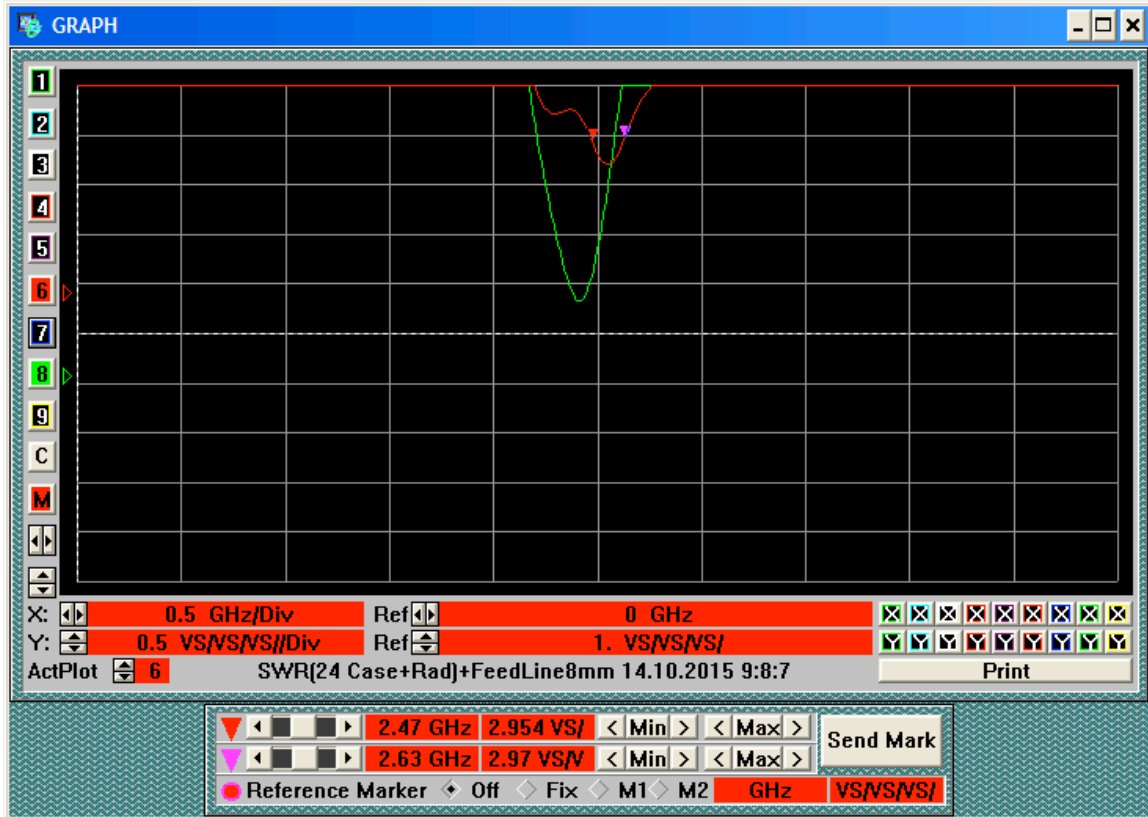 GRAPH
1
2
3
4
5
6
7
8
9
C
M
X: 0.5 GHz/Div Ref 0 GHz
Y: 0.5 VS/VS/VS//Div Ref 1. VS/VS/VS/
ActPlot 6 SWR(24 Case+Rad)+FeedLine8mm 14.10.2015 9:8:7 Print
X X X X X X X X X
Y Y Y Y Y Y Y Y Y
2.47 GHz 2.954 VS/ < Min > < Max > Send Mark
2.63 GHz 2.97 VS/V < Min > < Max >
Reference Marker Off Fix M1 M2 GHz VS/VS/VS/